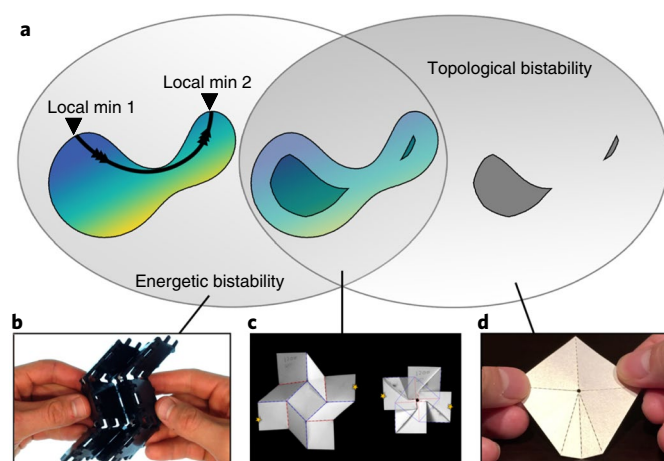 a
Local min 2
Topological bistability
Local min 1
Energetic bistability
b
c
d